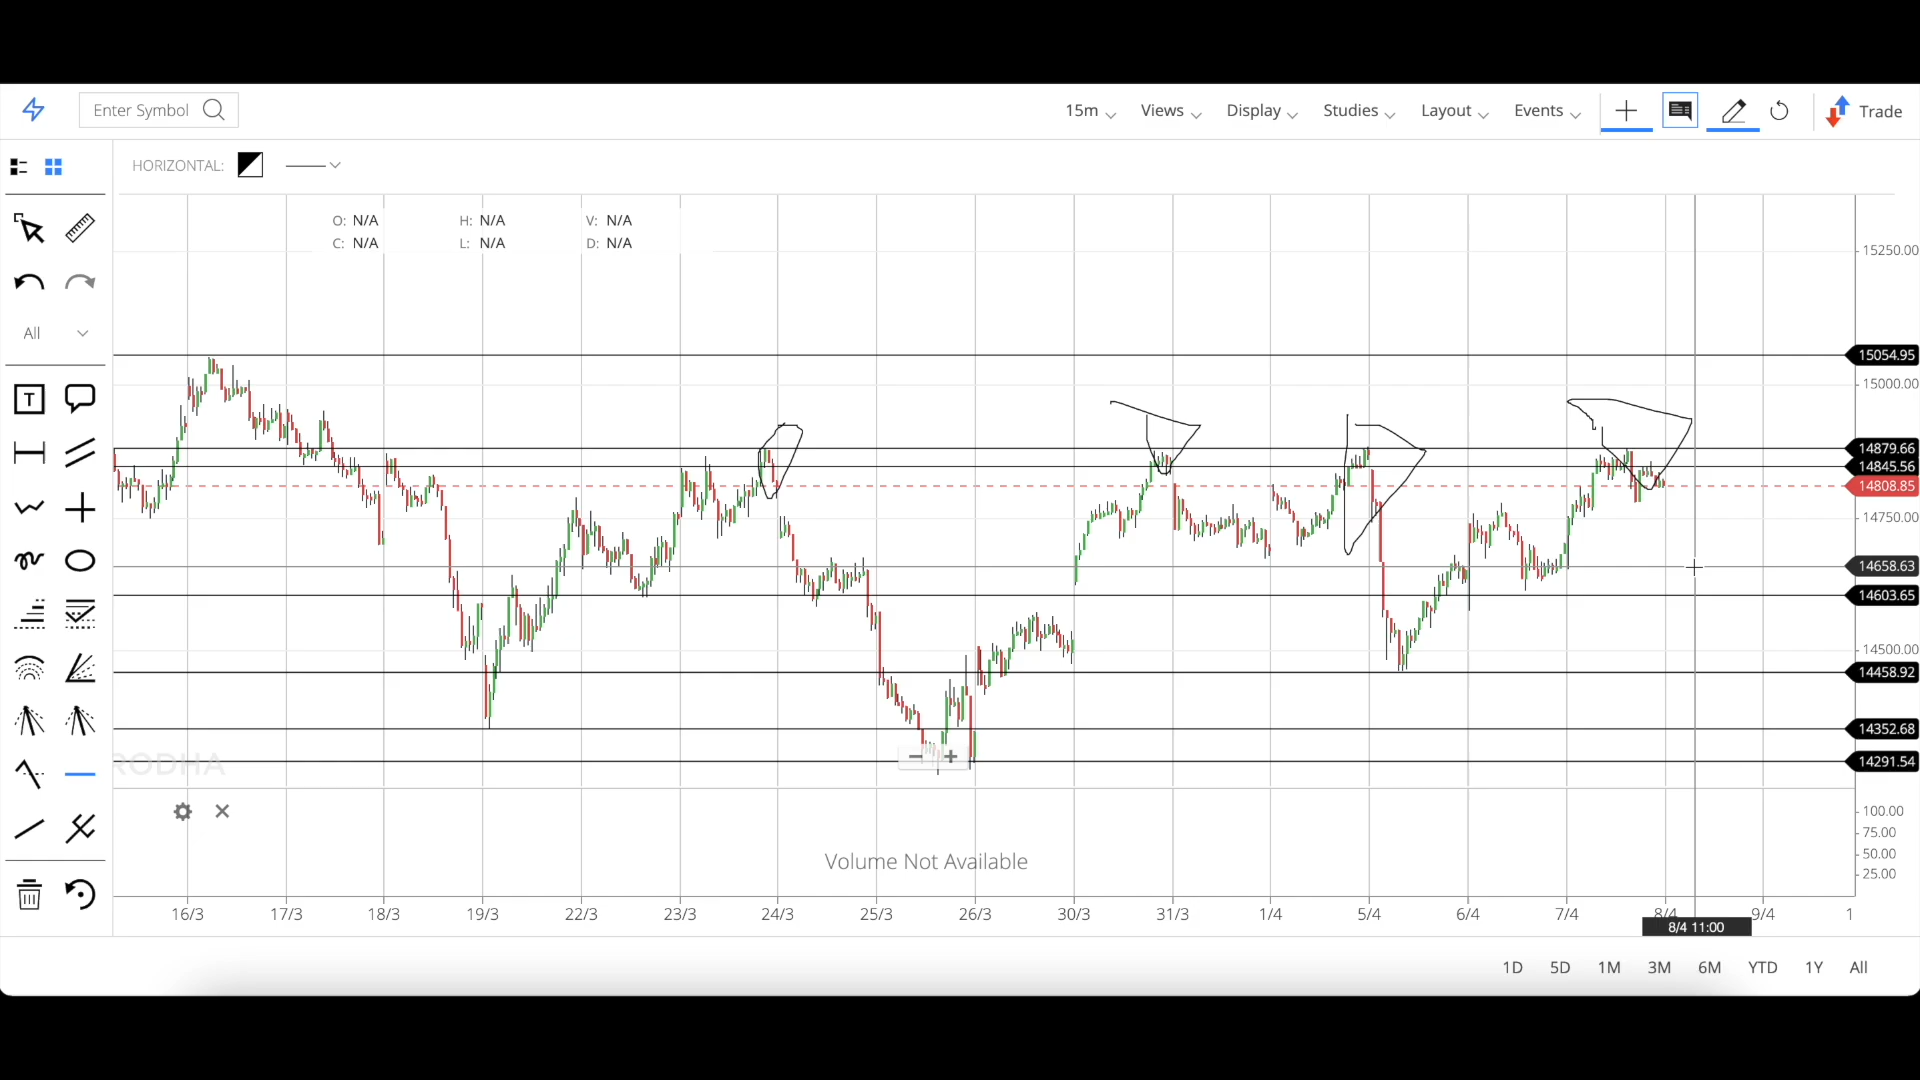 Enter Symbol
15m Views Display Studies Layout Events Trade
HORIZONTAL:
O: N/A H: N/A V: N/A
C: N/A L: N/A D: N/A
All
T
15250.00
15054.95
15000.00
14879.66
14845.56
14808.85
14750.00
14658.63
14603.65
14500.00
14458.92
14352.68
14291.54
RODHA
− +
100.00
75.00
50.00
25.00
Volume Not Available
16/3 17/3 18/3 19/3 22/3 23/3 24/3 25/3 26/3 30/3 31/3 1/4 5/4 6/4 7/4 8/4 9/4 1
8/4 11:00
1D 5D 1M 3M 6M YTD 1Y All